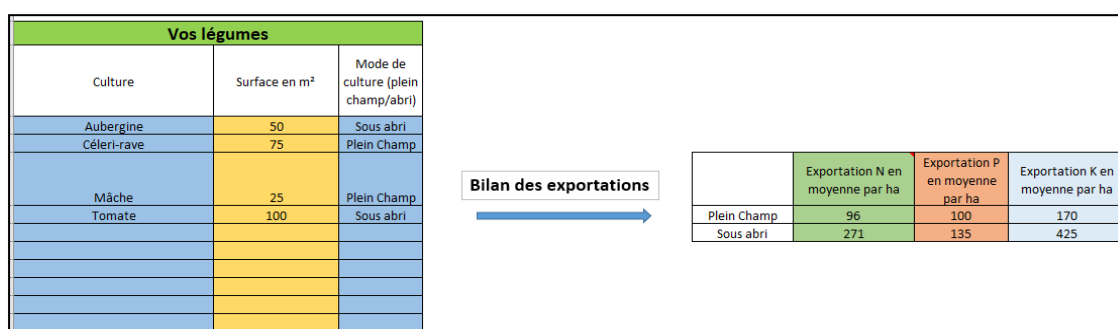 Vos légumes
Culture
Surface en m²
Mode de
culture (plein
champ/abri)
Aubergine 50 Sous abri
Céleri-rave 75 Plein Champ
Mâche 25 Plein Champ
Tomate 100 Sous abri
Bilan des exportations
Exportation N en
moyenne par ha
Exportation P
en moyenne
par ha
Exportation K en
moyenne par ha
Plein Champ 96 100 170
Sous abri 271 135 425